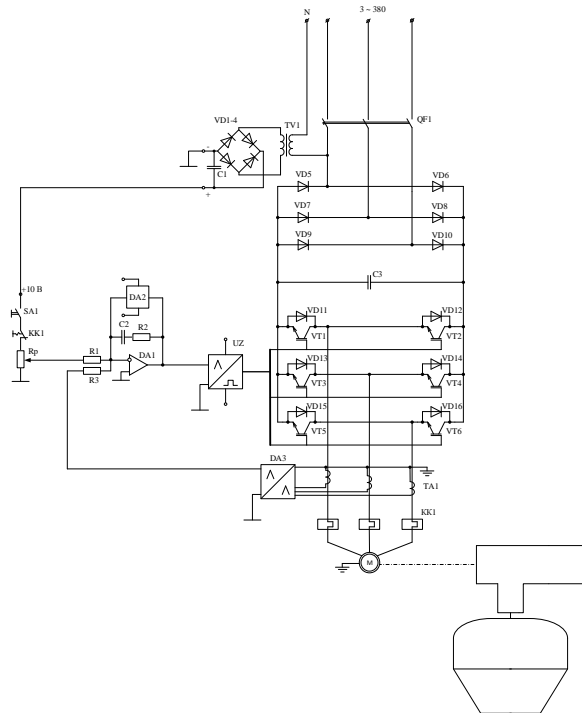 N
3 ~ 380
QF1
VD1-4
TV1
-
C1
+
VD5
VD6
VD7
VD8
VD9
VD10
C3
+10 В
SA1
KK1
Rp
DA2
C2
R2
R1
DA1
R3
UZ
VD11
VD12
VT1
VT2
VD13
VD14
VT3
VT4
VD15
VD16
VT5
VT6
DA3
TA1
KK1
M